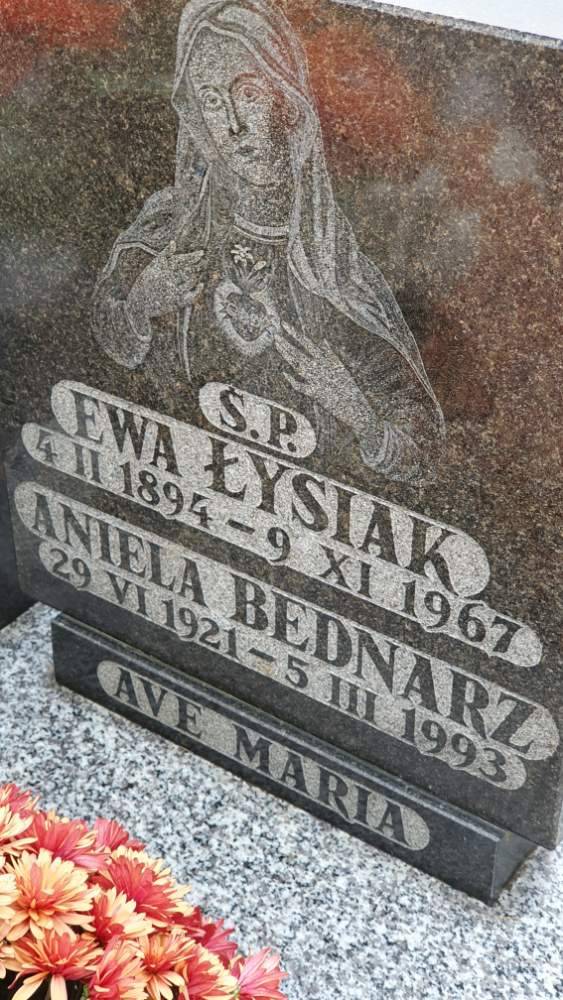 Ś.P.
EWA ŁYSIAK
4 II 1894 – 9 XI 1967
ANIELA BEDNARZ
29 VI 1921 – 5 III 1993
AVE MARIA